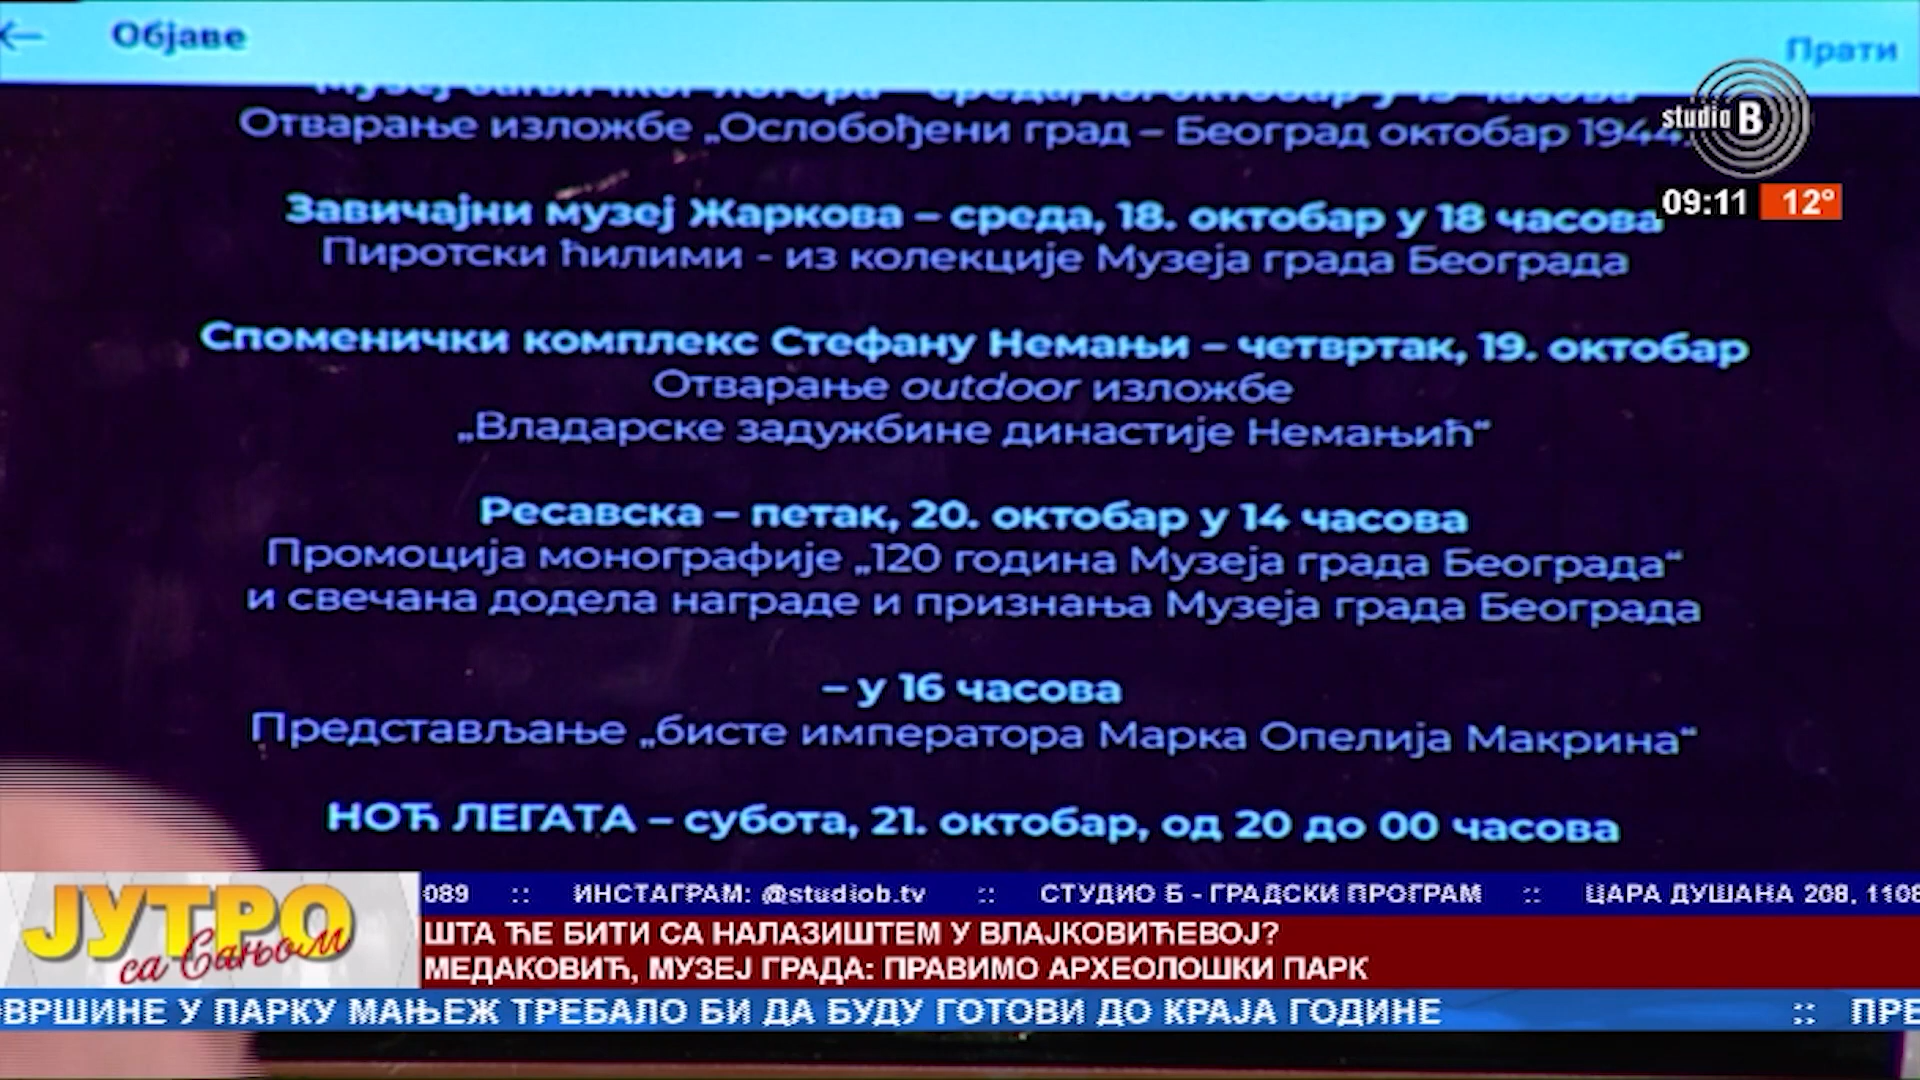 Објаве
Прати
Отварање изложбе „Ослобођени град – Београд октобар 1944.
studio B
09:11 12°
Завичајни музеј Жаркова – среда, 18. октобар у 18 часова
Пиротски ћилими - из колекције Музеја града Београда
Споменички комплекс Стефану Немањи – четвртак, 19. октобар
Отварање outdoor изложбе
„Владарске задужбине династије Немањић“
Ресавска – петак, 20. октобар у 14 часова
Промоција монографије „120 година Музеја града Београда“
и свечана додела награде и признања Музеја града Београда
– у 16 часова
Представљање „бисте императора Марка Опелија Макрина“
НОЋ ЛЕГАТА – субота, 21. октобар, од 20 до 00 часова
ЈУТРО
са Сањом
089 :: ИНСТАГРАМ: @studiob.tv :: СТУДИО Б - ГРАДСКИ ПРОГРАМ :: ЦАРА ДУШАНА 208, 1108
ШТА ЋЕ БИТИ СА НАЛАЗИШТЕМ У ВЛАЈКОВИЋЕВОЈ?
МЕДАКОВИЋ, МУЗЕЈ ГРАДА: ПРАВИМО АРХЕОЛОШКИ ПАРК
ОВРШИНЕ У ПАРКУ МАЊЕЖ ТРЕБАЛО БИ ДА БУДУ ГОТОВИ ДО КРАЈА ГОДИНЕ :: ПРЕ